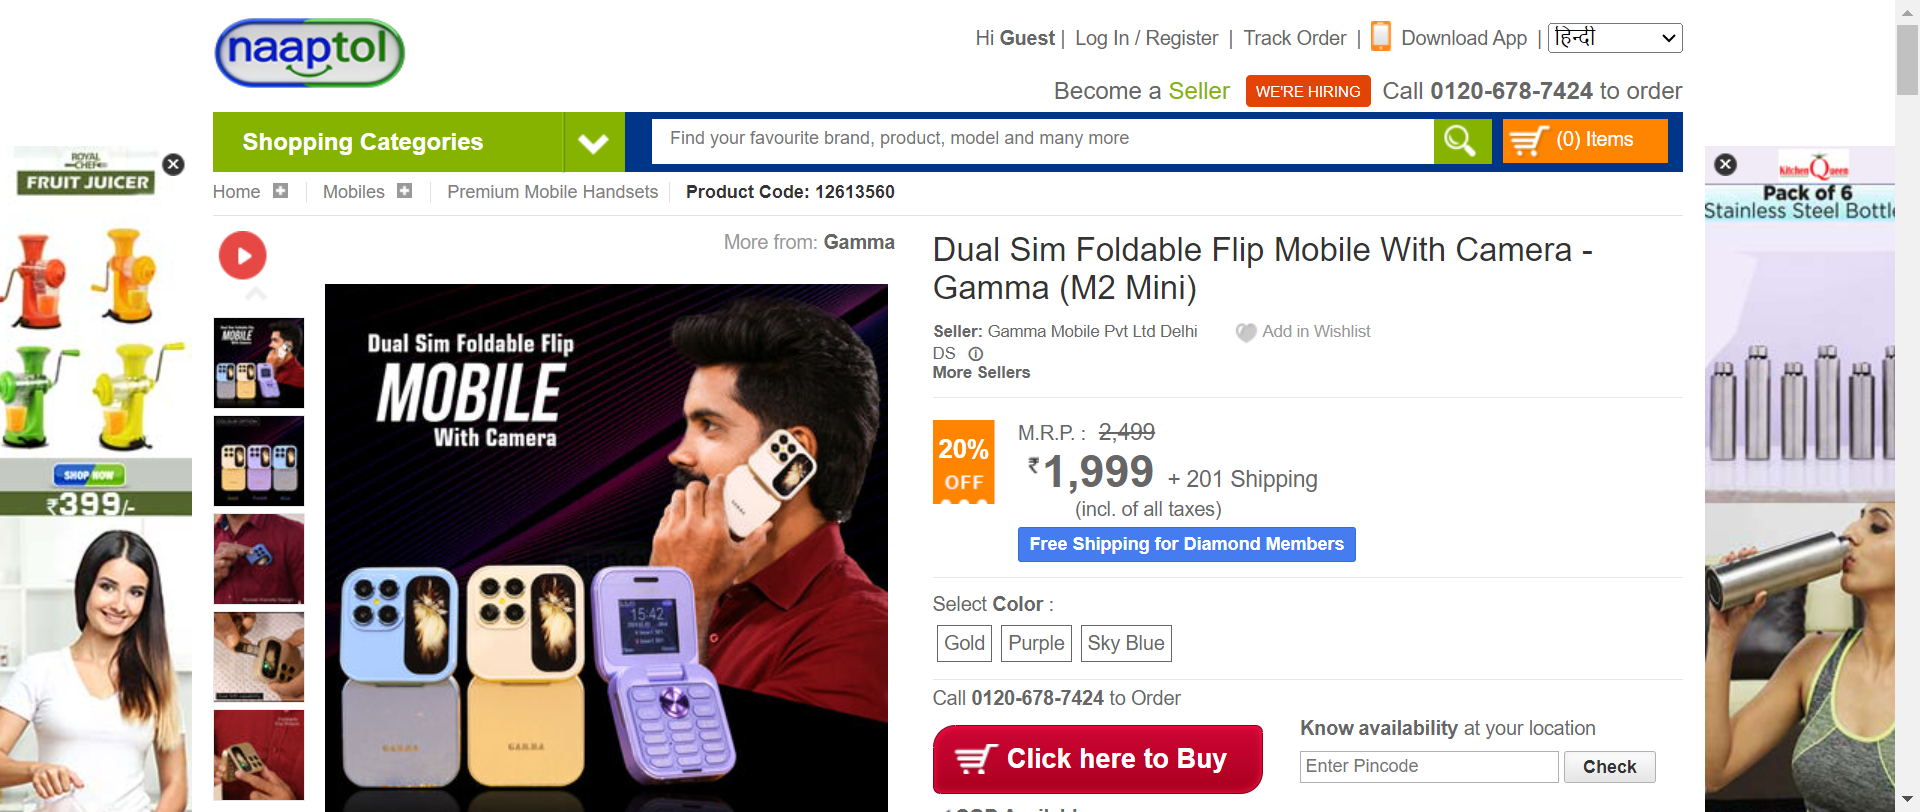 naaptol
Hi Guest | Log In / Register | Track Order | Download App | हिन्दी
Become a Seller WE'RE HIRING Call 0120-678-7424 to order
Shopping Categories
Find your favourite brand, product, model and many more
(0) Items
Home Mobiles Premium Mobile Handsets Product Code: 12613560
ROYAL
CHEF
FRUIT JUICER
SHOP NOW
₹399/-
More from: Gamma
Dual Sim Foldable Flip
MOBILE
With Camera
naaptol
15:42
GAMMA
GAMMA
Dual Sim Foldable Flip Mobile With Camera -
Gamma (M2 Mini)
Seller: Gamma Mobile Pvt Ltd Delhi
DS
More Sellers
Add in Wishlist
20%
OFF
M.R.P. : 2,499
₹1,999 + 201 Shipping
(incl. of all taxes)
Free Shipping for Diamond Members
Select Color :
Gold Purple Sky Blue
Call 0120-678-7424 to Order
Click here to Buy
Know availability at your location
Enter Pincode Check
Kitchen Queen
Pack of 6
Stainless Steel Bottle